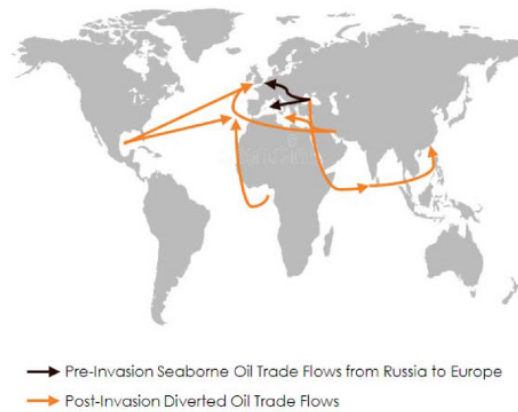 Pre-Invasion Seaborne Oil Trade Flows from Russia to Europe
Post-Invasion Diverted Oil Trade Flows